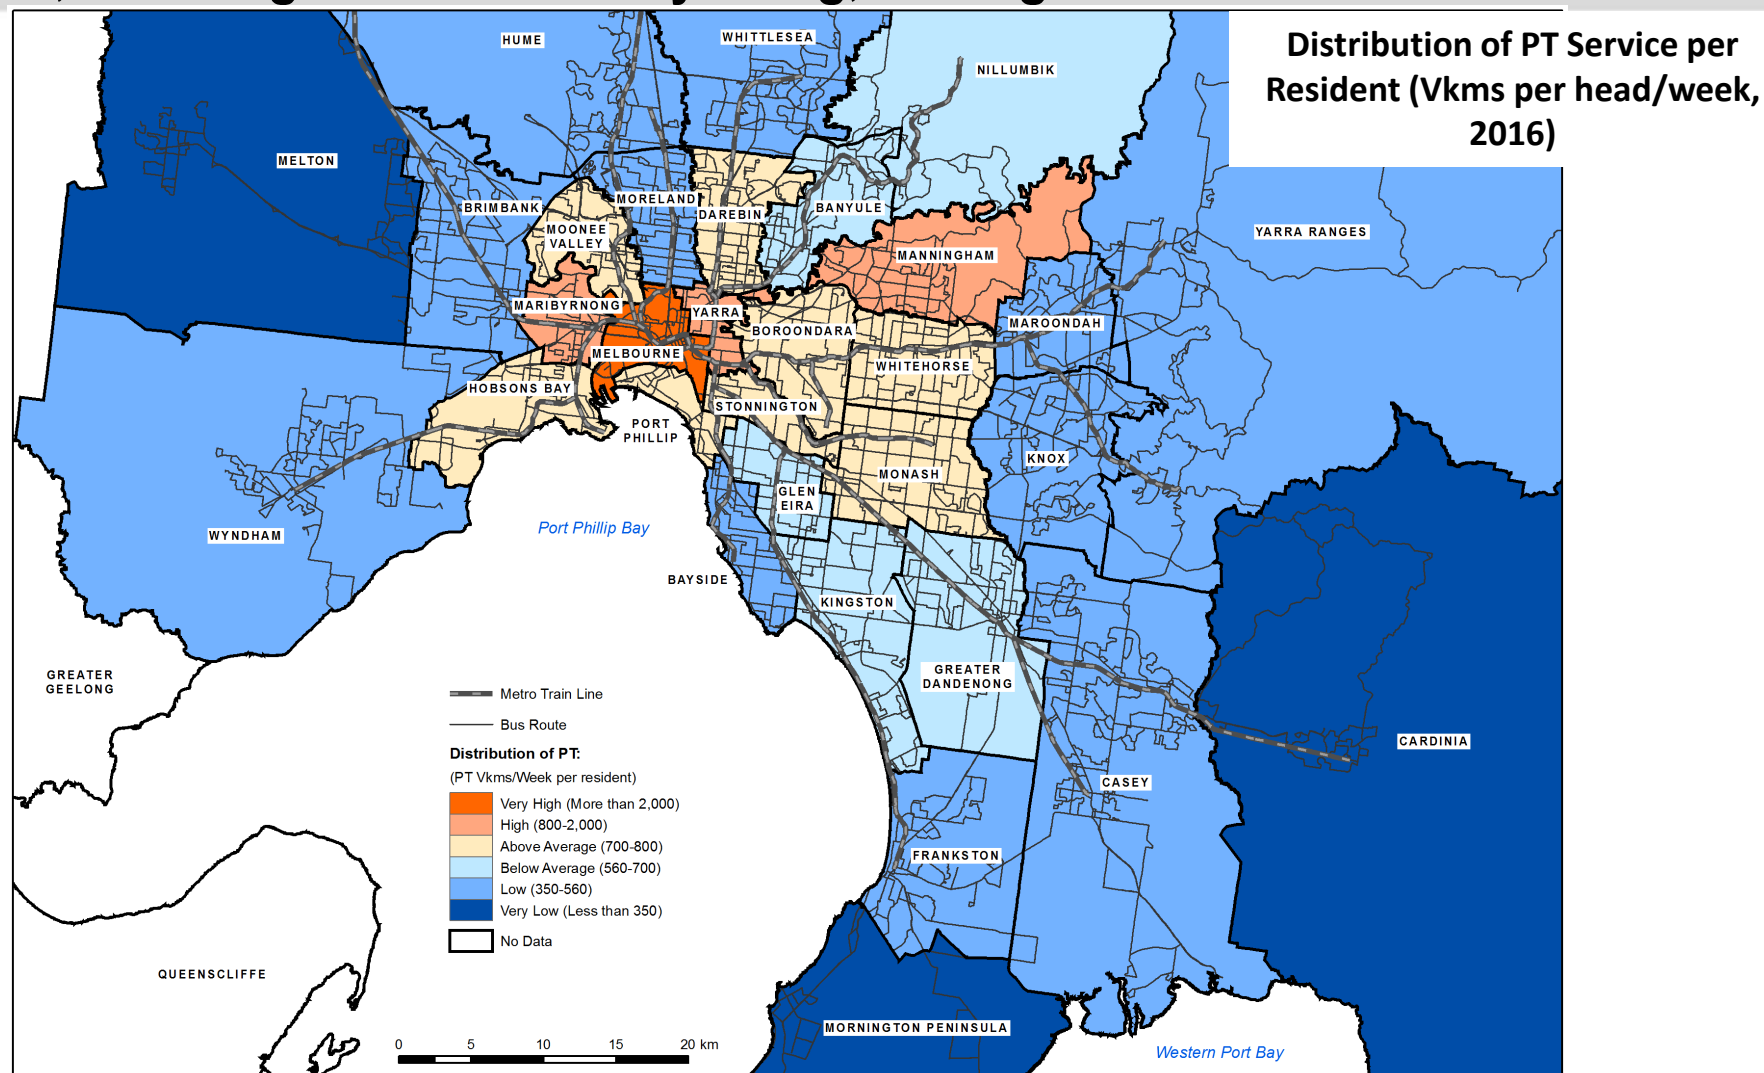 Distribution of PT Service per
Resident (Vkms per head/week,
2016)
HUME
WHITTLESEA
NILLUMBIK
MELTON
BRIMBANK
MORELAND
DAREBIN
BANYULE
MOONEE
VALLEY
YARRA RANGES
MANNINGHAM
MARIBYRNONG
YARRA
BOROONDARA
MAROONDAH
MELBOURNE
WHITEHORSE
HOBSONS BAY
STONNINGTON
PORT
PHILLIP
KNOX
MONASH
GLEN
EIRA
WYNDHAM
Port Phillip Bay
BAYSIDE
KINGSTON
GREATER
GEELONG
GREATER
DANDENONG
CARDINIA
CASEY
FRANKSTON
QUEENSCLIFFE
MORNINGTON PENINSULA
Western Port Bay
Metro Train Line
Bus Route
Distribution of PT:
(PT Vkms/Week per resident)
Very High (More than 2,000)
High (800-2,000)
Above Average (700-800)
Below Average (560-700)
Low (350-560)
Very Low (Less than 350)
No Data
0 5 10 15 20 km